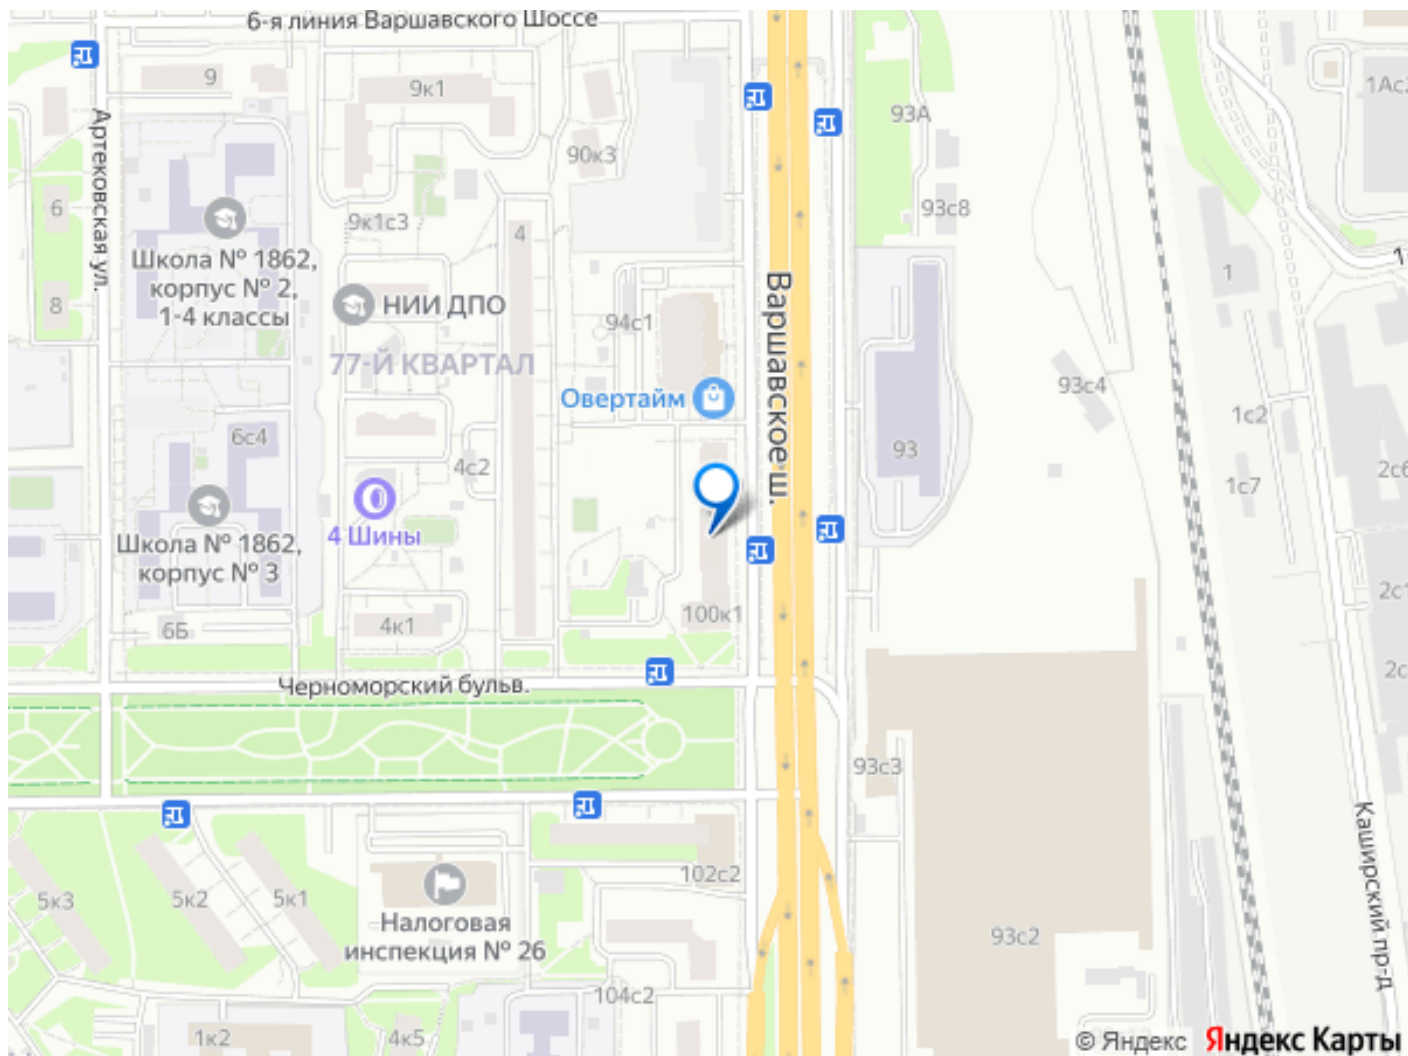 6-я линия Варшавского Шоссе
9
9к1
93А
1Ас2
Артековская ул.
90к3
6
93с8
9к1с3
4
Школа № 1862,
корпус № 2,
1-4 классы
1
8
НИИ ДПО
94с1
Варшавское ш.
77-Й КВАРТАЛ
93с4
Овертайм
1с2
6с4
93
4с2
2с6
1с7
4 Шины
Школа № 1862,
корпус № 3
2с1
100к1
6Б
4к1
2с
Черноморский бульв.
93с3
Каширский пр-д
102с2
5к3
5к2
5к1
Налоговая
инспекция № 26
93с2
104с2
1к2
4к5
© Яндекс Яндекс Карты